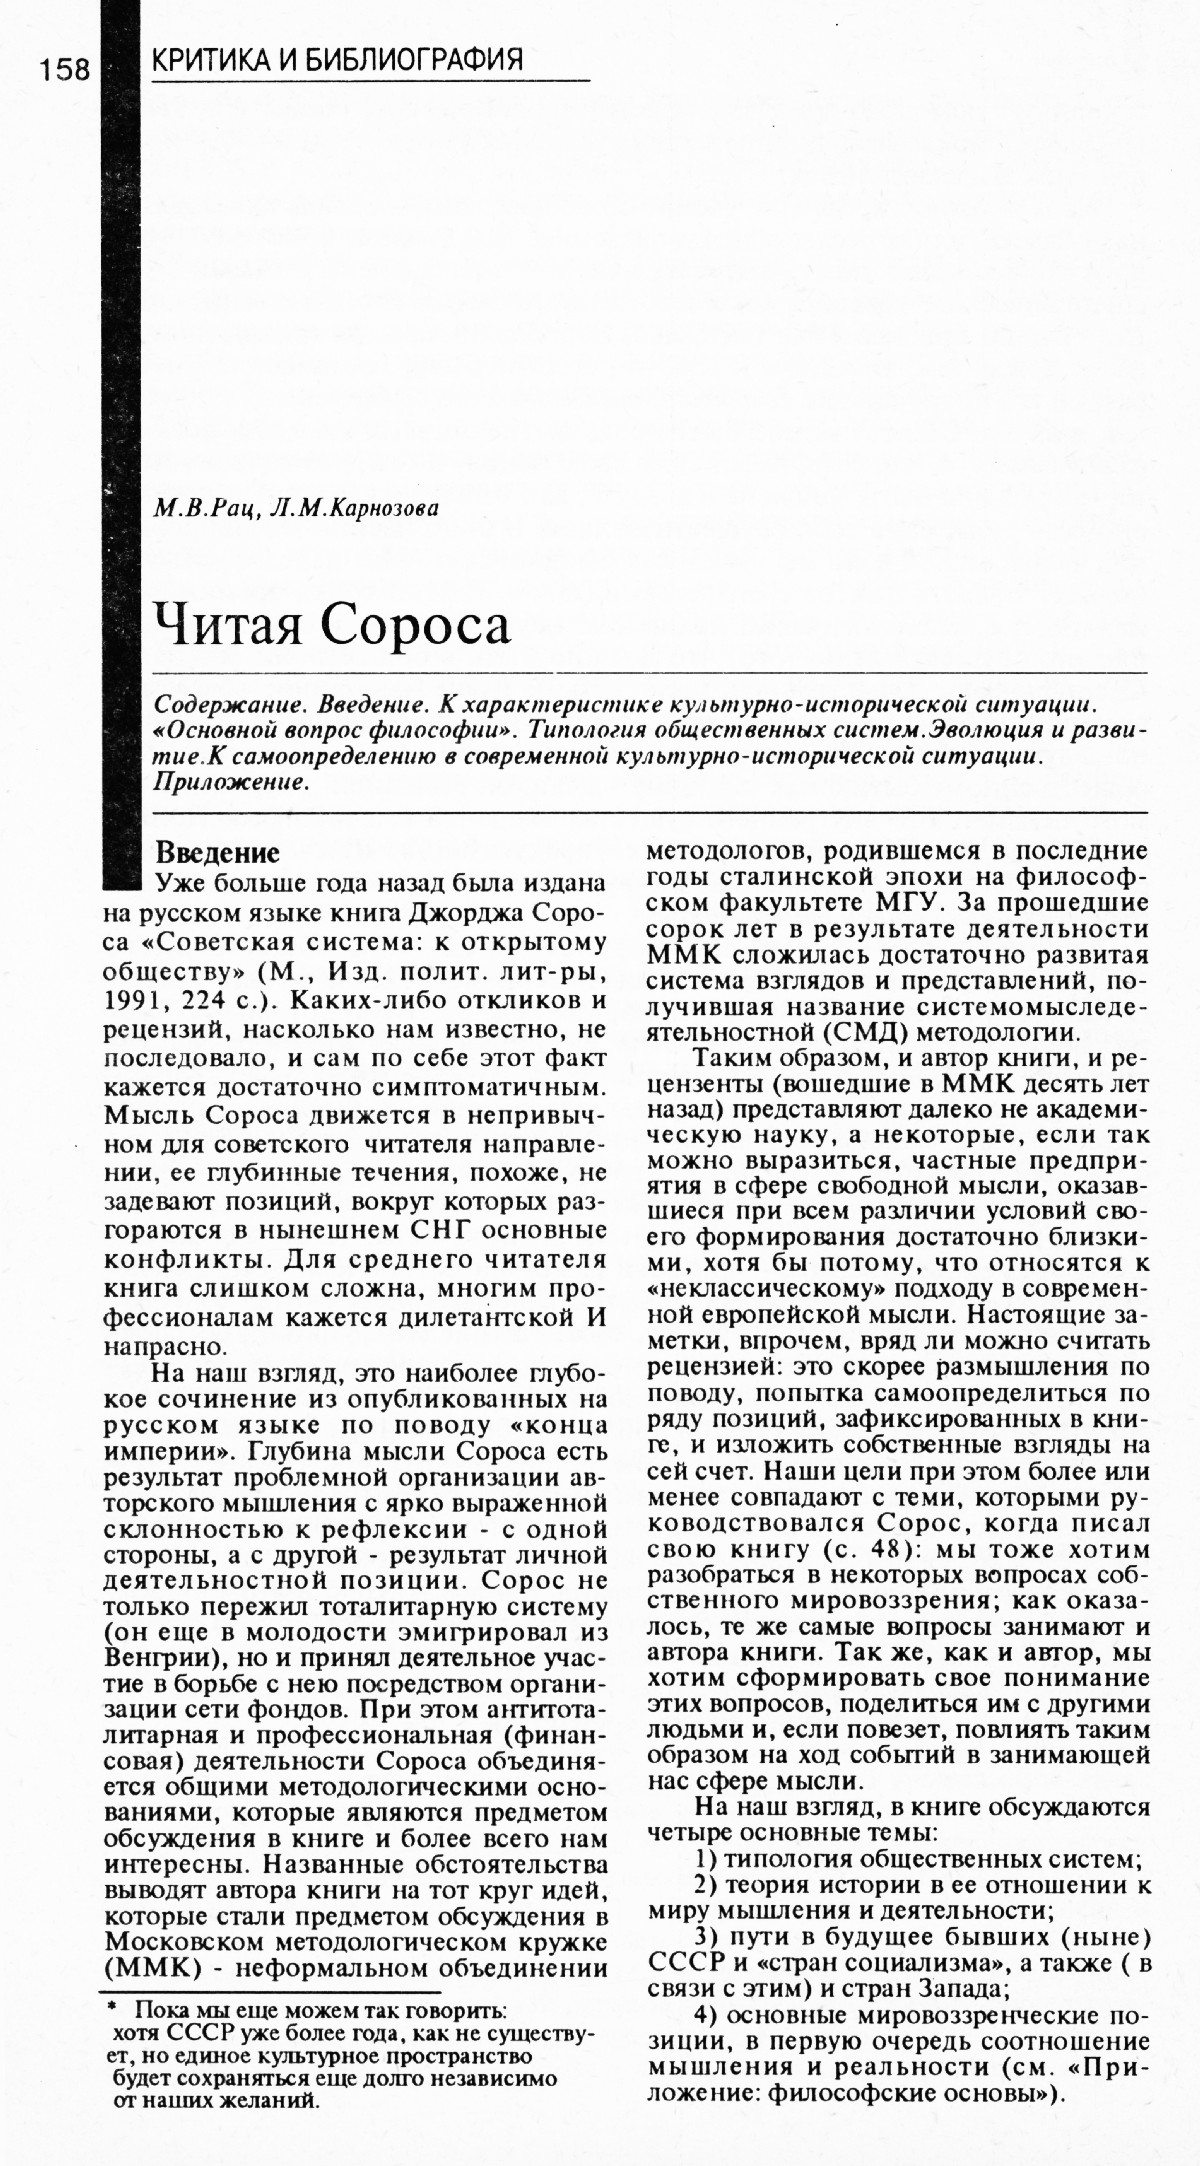 158
КРИТИКА И БИБЛИОГРАФИЯ
М.В.Рац, Л.М.Карнозова
Читая Сороса
Содержание. Введение. К характеристике культурно-исторической ситуации.
«Основной вопрос философии». Типология общественных систем.Эволюция и разви-
тие.К самоопределению в современной культурно-исторической ситуации.
Приложение.
Введение
Уже больше года назад была издана
на русском языке книга Джорджа Соро-
са «Советская система: к открытому
обществу» (М., Изд. полит. лит-ры,
1991, 224 с.). Каких-либо откликов и
рецензий, насколько нам известно, не
последовало, и сам по себе этот факт
кажется достаточно симптоматичным.
Мысль Сороса движется в непривыч-
ном для советского читателя направле-
нии, ее глубинные течения, похоже, не
задевают позиций, вокруг которых раз-
гораются в нынешнем СНГ основные
конфликты. Для среднего читателя
книга слишком сложна, многим про-
фессионалам кажется дилетантской И
напрасно.
На наш взгляд, это наиболее глубо-
кое сочинение из опубликованных на
русском языке по поводу «конца
империи». Глубина мысли Сороса есть
результат проблемной организации ав-
торского мышления с ярко выраженной
склонностью к рефлексии - с одной
стороны, а с другой - результат личной
деятельностной позиции. Сорос не
только пережил тоталитарную систему
(он еще в молодости эмигрировал из
Венгрии), но и принял деятельное учас-
тие в борьбе с нею посредством органи-
зации сети фондов. При этом антитота-
литарная и профессиональная (финан-
совая) деятельности Сороса объединя-
ется общими методологическими осно-
ваниями, которые являются предметом
обсуждения в книге и более всего нам
интересны. Названные обстоятельства
выводят автора книги на тот круг идей,
которые стали предметом обсуждения в
Московском методологическом кружке
(ММК) - неформальном объединении
* Пока мы еще можем так говорить:
хотя СССР уже более года, как не существу-
ет, но единое культурное пространство
будет сохраняться еще долго независимо
от наших желаний.
методологов, родившемся в последние
годы сталинской эпохи на философ-
ском факультете МГУ. За прошедшие
сорок лет в результате деятельности
ММК сложилась достаточно развитая
система взглядов и представлений, по-
лучившая название системомыследе-
ятельностной (СМД) методологии.
Таким образом, и автор книги, и ре-
цензенты (вошедшие в ММК десять лет
назад) представляют далеко не академи-
ческую науку, а некоторые, если так
можно выразиться, частные предпри-
ятия в сфере свободной мысли, оказав-
шиеся при всем различии условий сво-
его формирования достаточно близки-
ми, хотя бы потому, что относятся к
«неклассическому» подходу в современ-
ной европейской мысли. Настоящие за-
метки, впрочем, вряд ли можно считать
рецензией: это скорее размышления по
поводу, попытка самоопределиться по
ряду позиций, зафиксированных в кни-
ге, и изложить собственные взгляды на
сей счет. Наши цели при этом более или
менее совпадают с теми, которыми ру-
ководствовался Сорос, когда писал
свою книгу (с. 48): мы тоже хотим
разобраться в некоторых вопросах соб-
ственного мировоззрения; как оказа-
лось, те же самые вопросы занимают и
автора книги. Так же, как и автор, мы
хотим сформировать свое понимание
этих вопросов, поделиться им с другими
людьми и, если повезет, повлиять таким
образом на ход событий в занимающей
нас сфере мысли.
На наш взгляд, в книге обсуждаются
четыре основные темы:
1) типология общественных систем;
2) теория истории в ее отношении к
миру мышления и деятельности;
3) пути в будущее бывших (ныне)
СССР и «стран социализма», а также ( в
связи с этим) и стран Запада;
4) основные мировоззренческие по-
зиции, в первую очередь соотношение
мышления и реальности (см. «При-
ложение: философские основы»).